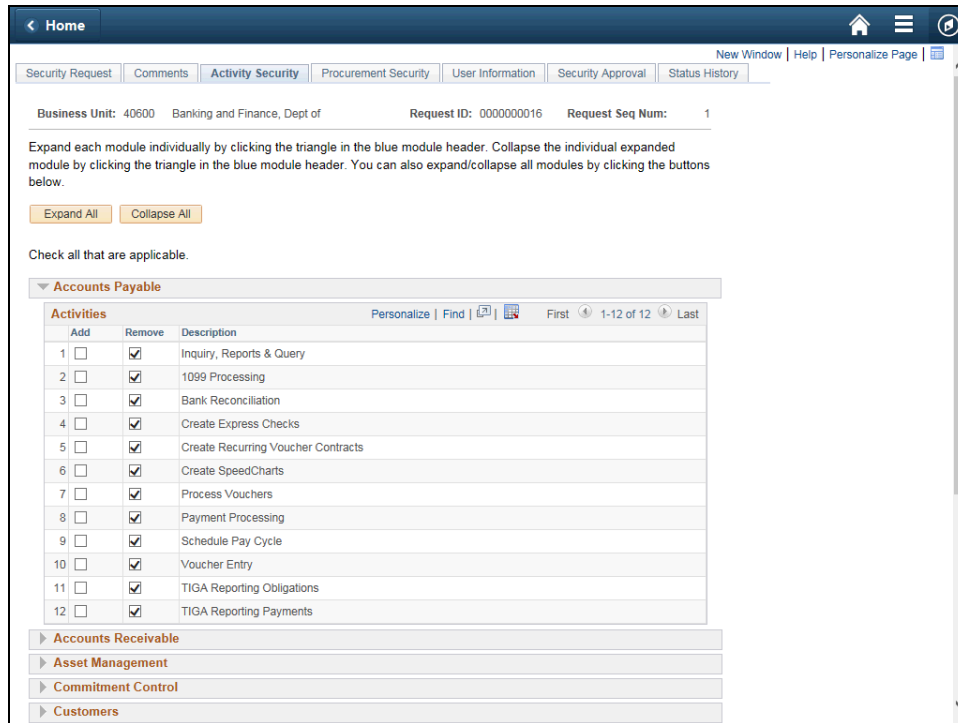 Home
New Window | Help | Personalize Page |
Security Request Comments Activity Security Procurement Security User Information Security Approval Status History
Business Unit: 40600 Banking and Finance, Dept of Request ID: 0000000016 Request Seq Num: 1
Expand each module individually by clicking the triangle in the blue module header. Collapse the individual expanded
module by clicking the triangle in the blue module header. You can also expand/collapse all modules by clicking the buttons
below.
Expand All Collapse All
Check all that are applicable.
Accounts Payable
Activities Personalize | Find | | First 1-12 of 12 Last
Add Remove Description
1 Inquiry, Reports & Query
2 1099 Processing
3 Bank Reconciliation
4 Create Express Checks
5 Create Recurring Voucher Contracts
6 Create SpeedCharts
7 Process Vouchers
8 Payment Processing
9 Schedule Pay Cycle
10 Voucher Entry
11 TIGA Reporting Obligations
12 TIGA Reporting Payments
Accounts Receivable
Asset Management
Commitment Control
Customers